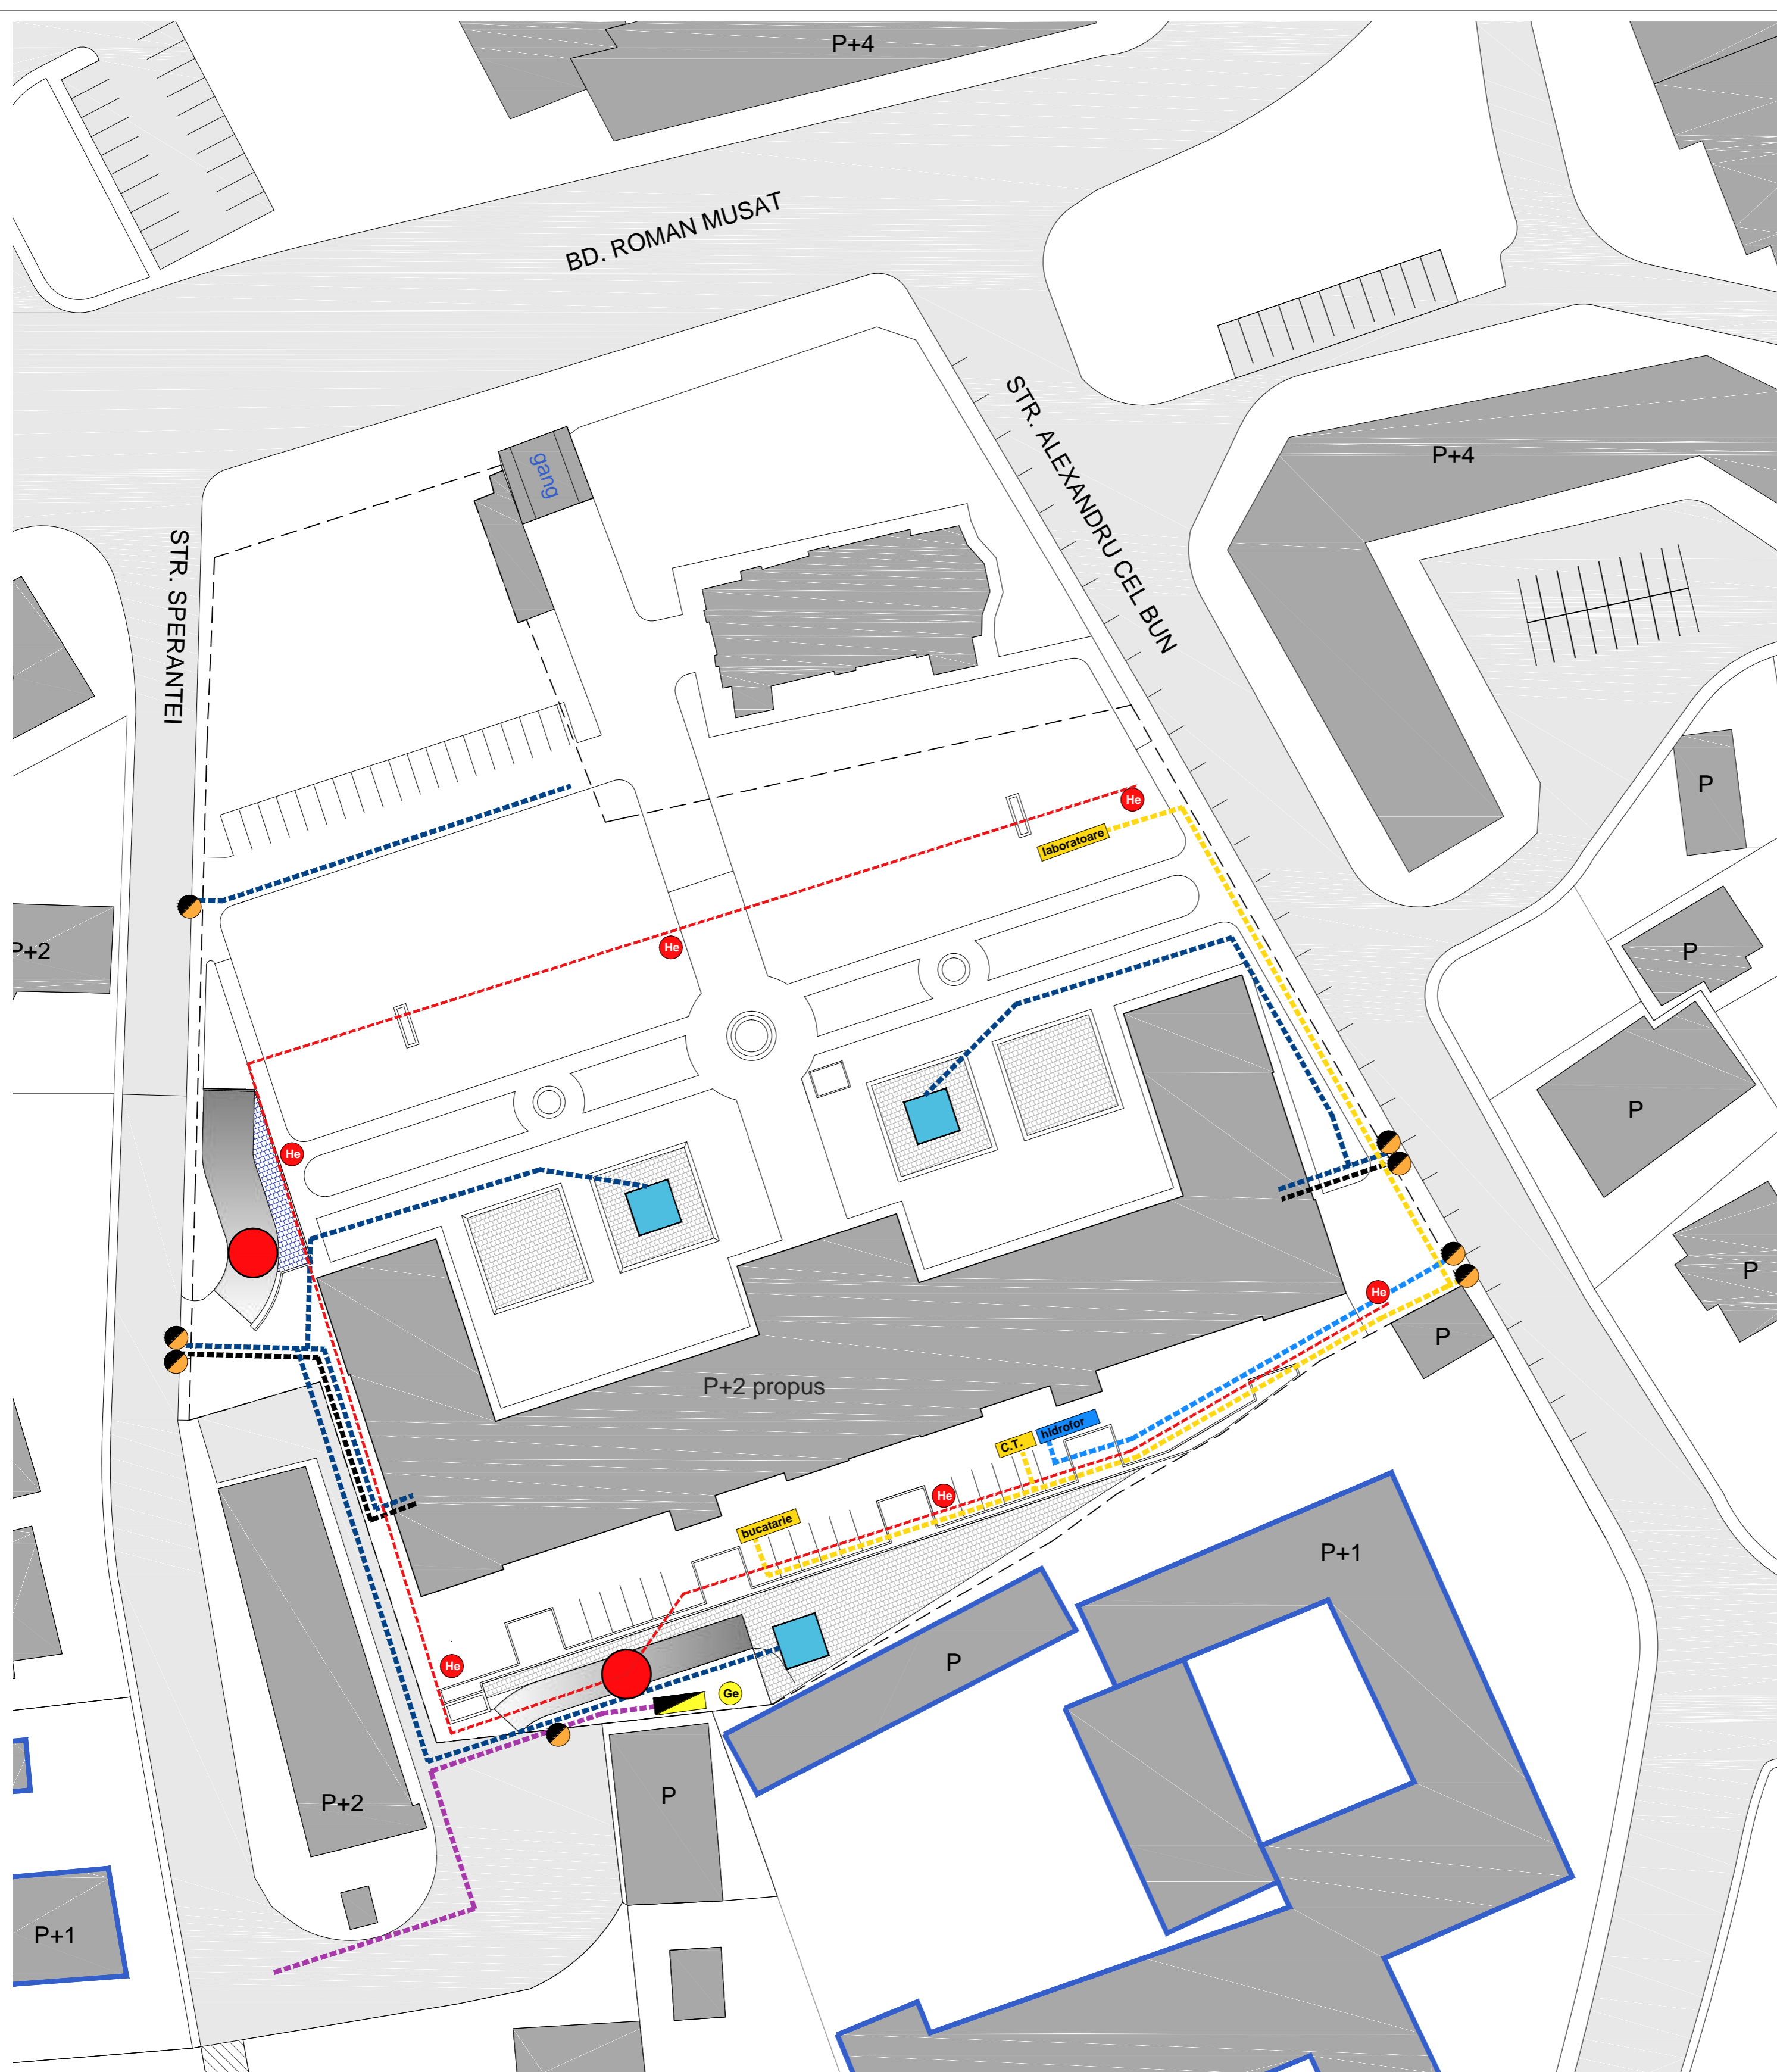 P+4
BD. ROMAN MUSAT
STR. ALEXANDRU CEL BUN
gang
P+4
STR. SPERANTEI
P
He
laboratoare
He
P+2
P
P
He
P
He
P
P+2 propus
hidrofor
C.T.
He
bucatarie
P+1
He
P
Ge
P
P+2
P+1